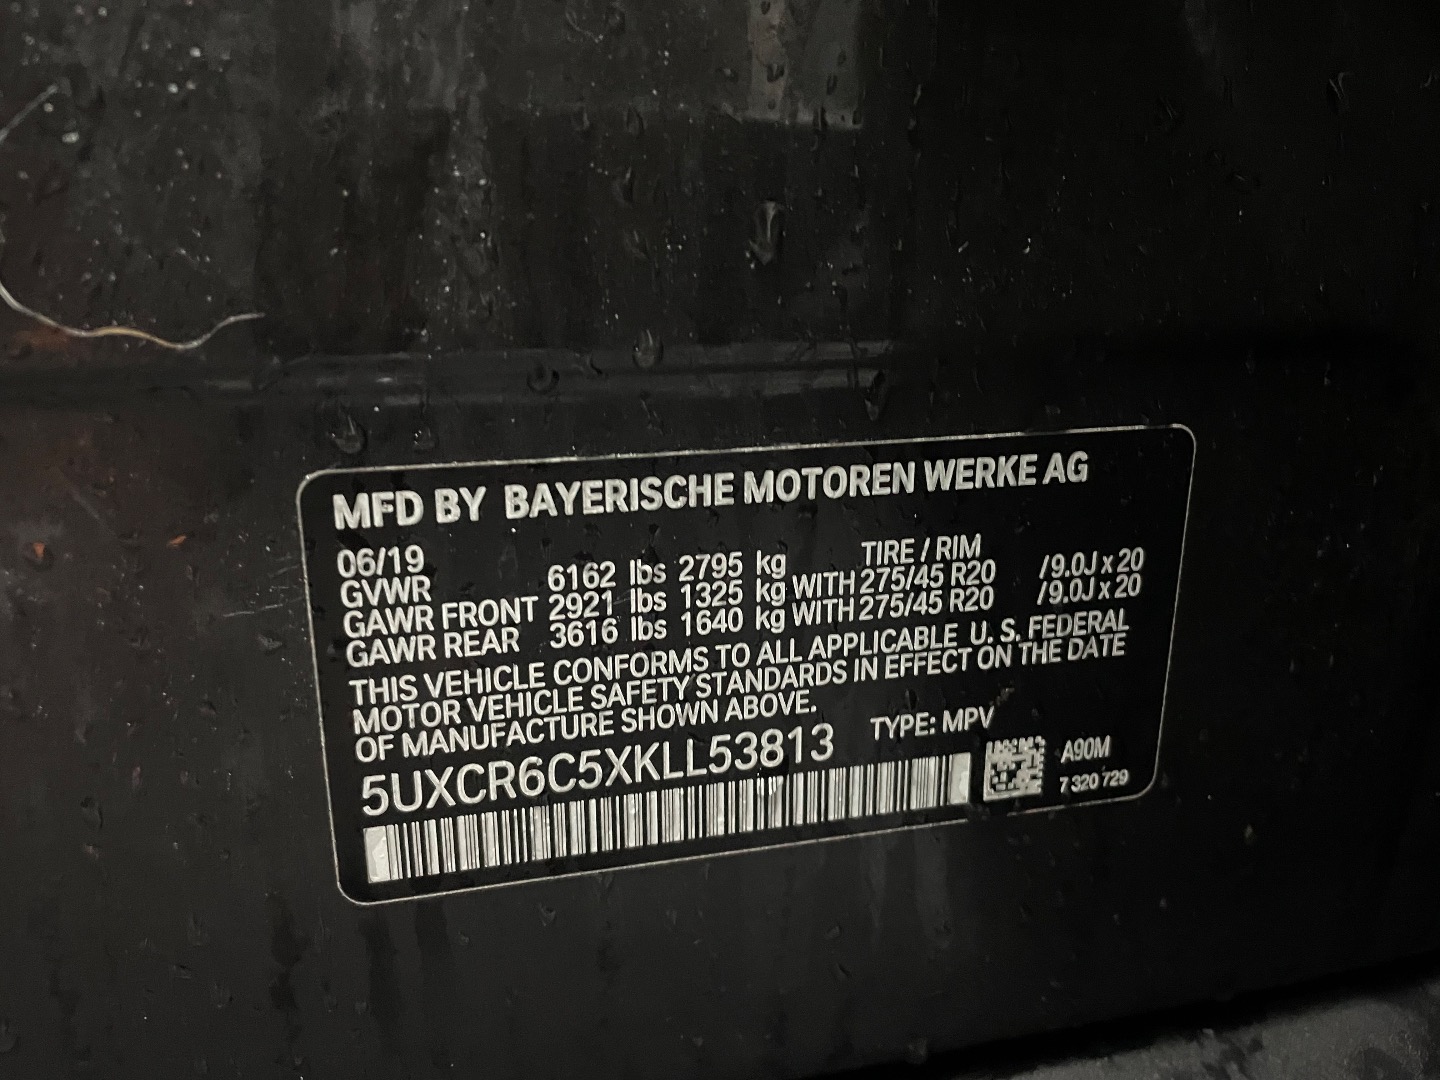 MFD BY BAYERISCHE MOTOREN WERKE AG
06/19 TIRE / RIM
GVWR 6162 lbs 2795 kg
GAWR FRONT 2921 lbs 1325 kg WITH 275/45 R20 /9.0J x 20
GAWR REAR 3616 lbs 1640 kg WITH 275/45 R20 /9.0J x 20
THIS VEHICLE CONFORMS TO ALL APPLICABLE U. S. FEDERAL
MOTOR VEHICLE SAFETY STANDARDS IN EFFECT ON THE DATE
OF MANUFACTURE SHOWN ABOVE.
5UXCR6C5XKLL53813 TYPE: MPV
A90M
7 320 729